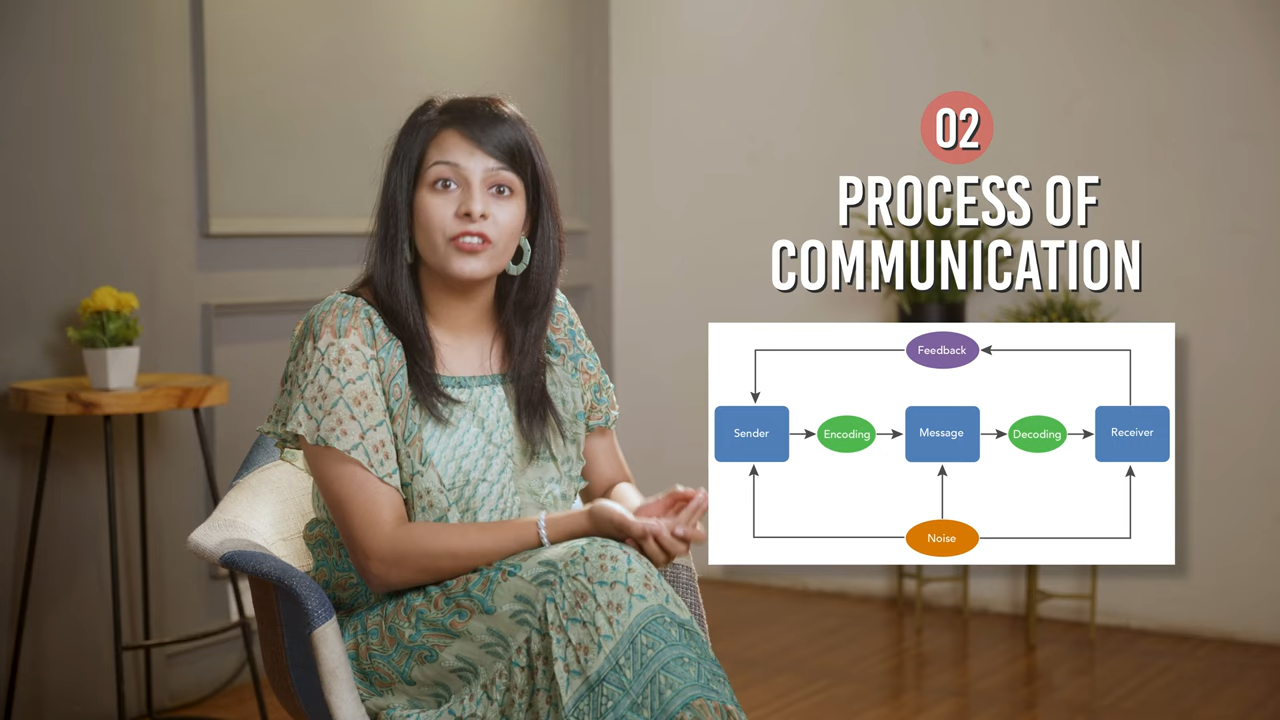 02
PROCESS OF
COMMUNICATION
Feedback
Sender
Encoding
Message
Decoding
Receiver
Noise